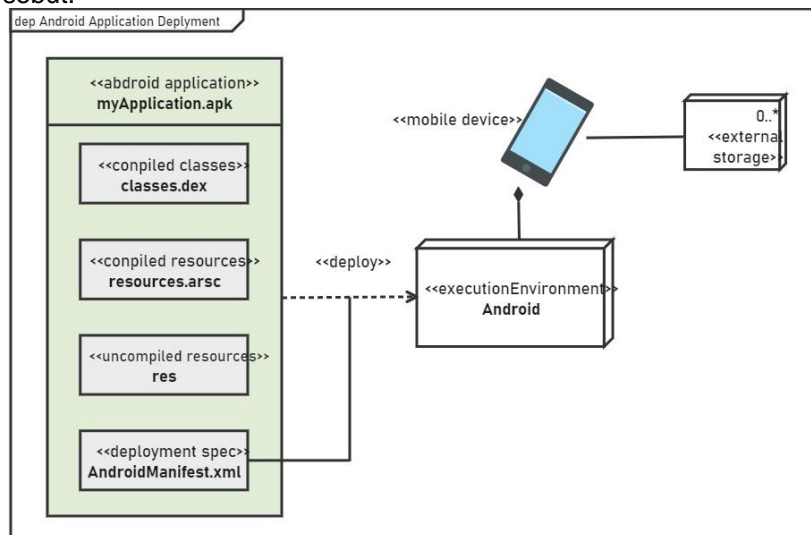 dep Android Application Deplyment
<<abdroid application>>
myApplication.apk
<<conpiled classes>>
classes.dex
<<conpiled resources>>
resources.arsc
<<uncompiled resources>>
res
<<deployment spec>>
AndroidManifest.xml
<<deploy>>
<<mobile device>>
0..*
<<external
storage>>
<<executionEnvironment>>
Android